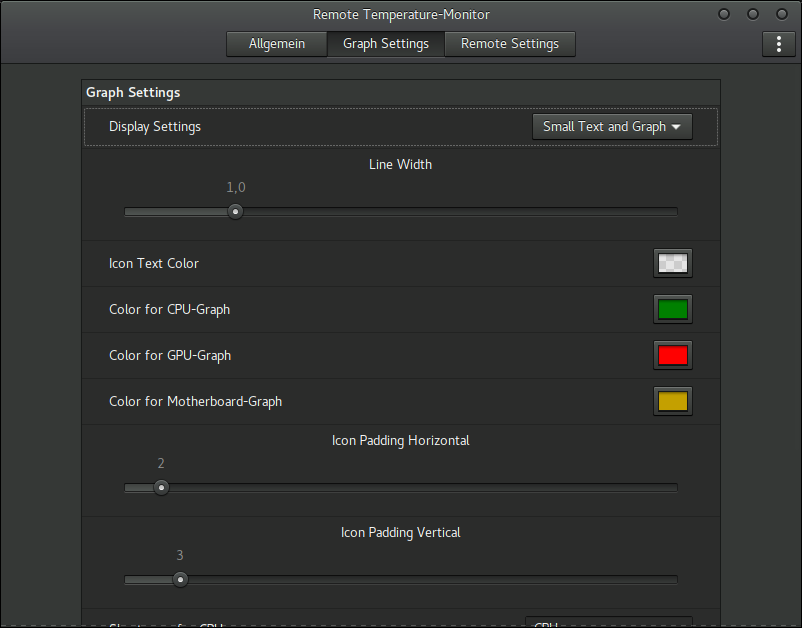 Remote Temperature-Monitor
Allgemein Graph Settings Remote Settings
Graph Settings
Display Settings Small Text and Graph
Line Width
1,0
Icon Text Color
Color for CPU-Graph
Color for GPU-Graph
Color for Motherboard-Graph
Icon Padding Horizontal
2
Icon Padding Vertical
3
CPU